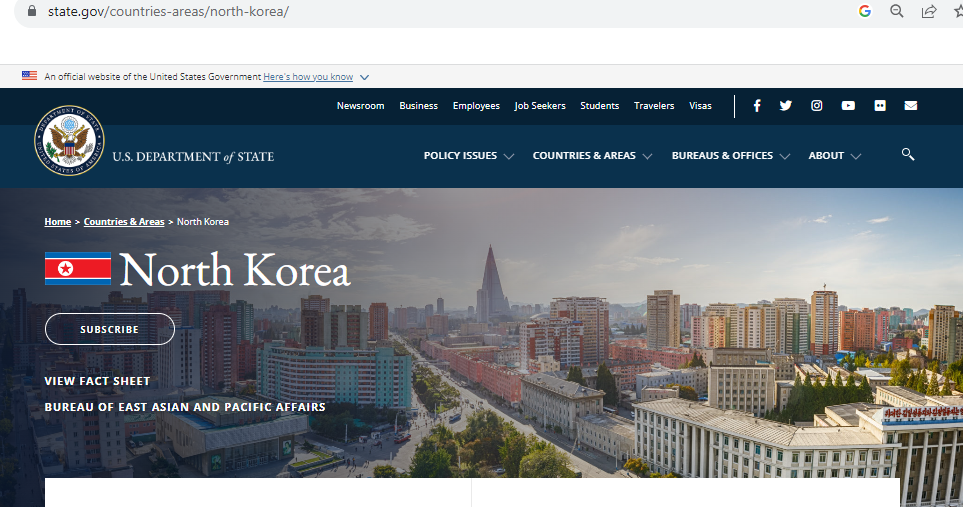 state.gov/countries-areas/north-korea/
An official website of the United States Government Here's how you know
Newsroom Business Employees Job Seekers Students Travelers Visas
U.S. DEPARTMENT of STATE
POLICY ISSUES COUNTRIES & AREAS BUREAUS & OFFICES ABOUT
Home > Countries & Areas > North Korea
North Korea
SUBSCRIBE
VIEW FACT SHEET
BUREAU OF EAST ASIAN AND PACIFIC AFFAIRS